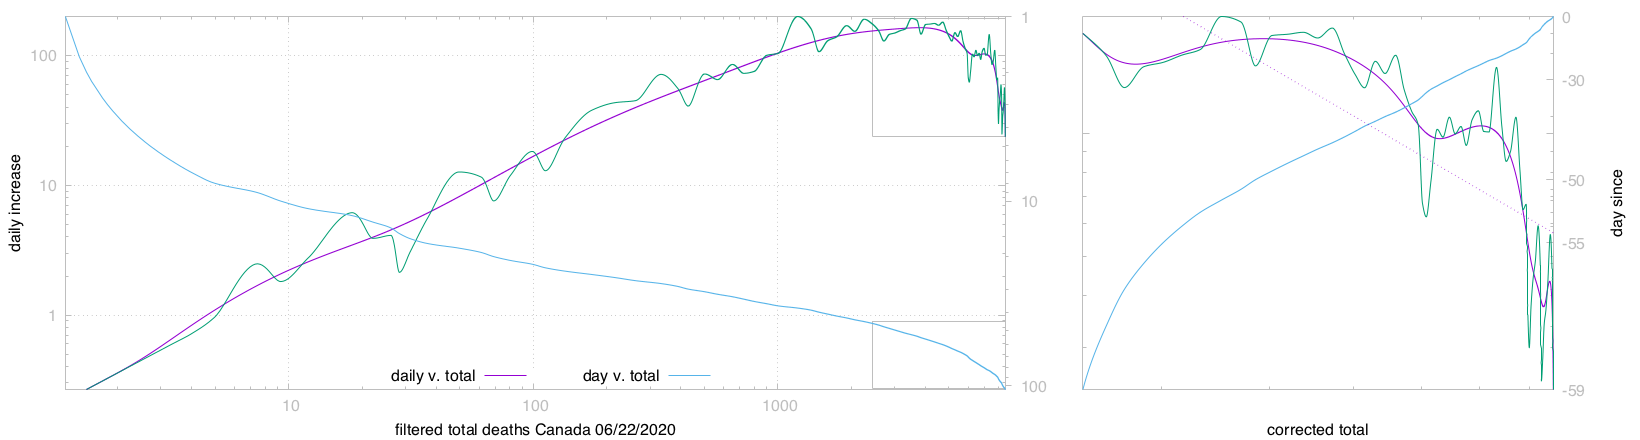 100
10
1
daily increase
10
100
1000
filtered total deaths Canada 06/22/2020
daily v. total
day v. total
1
10
100
corrected total
0
-30
-50
-55
-59
day since